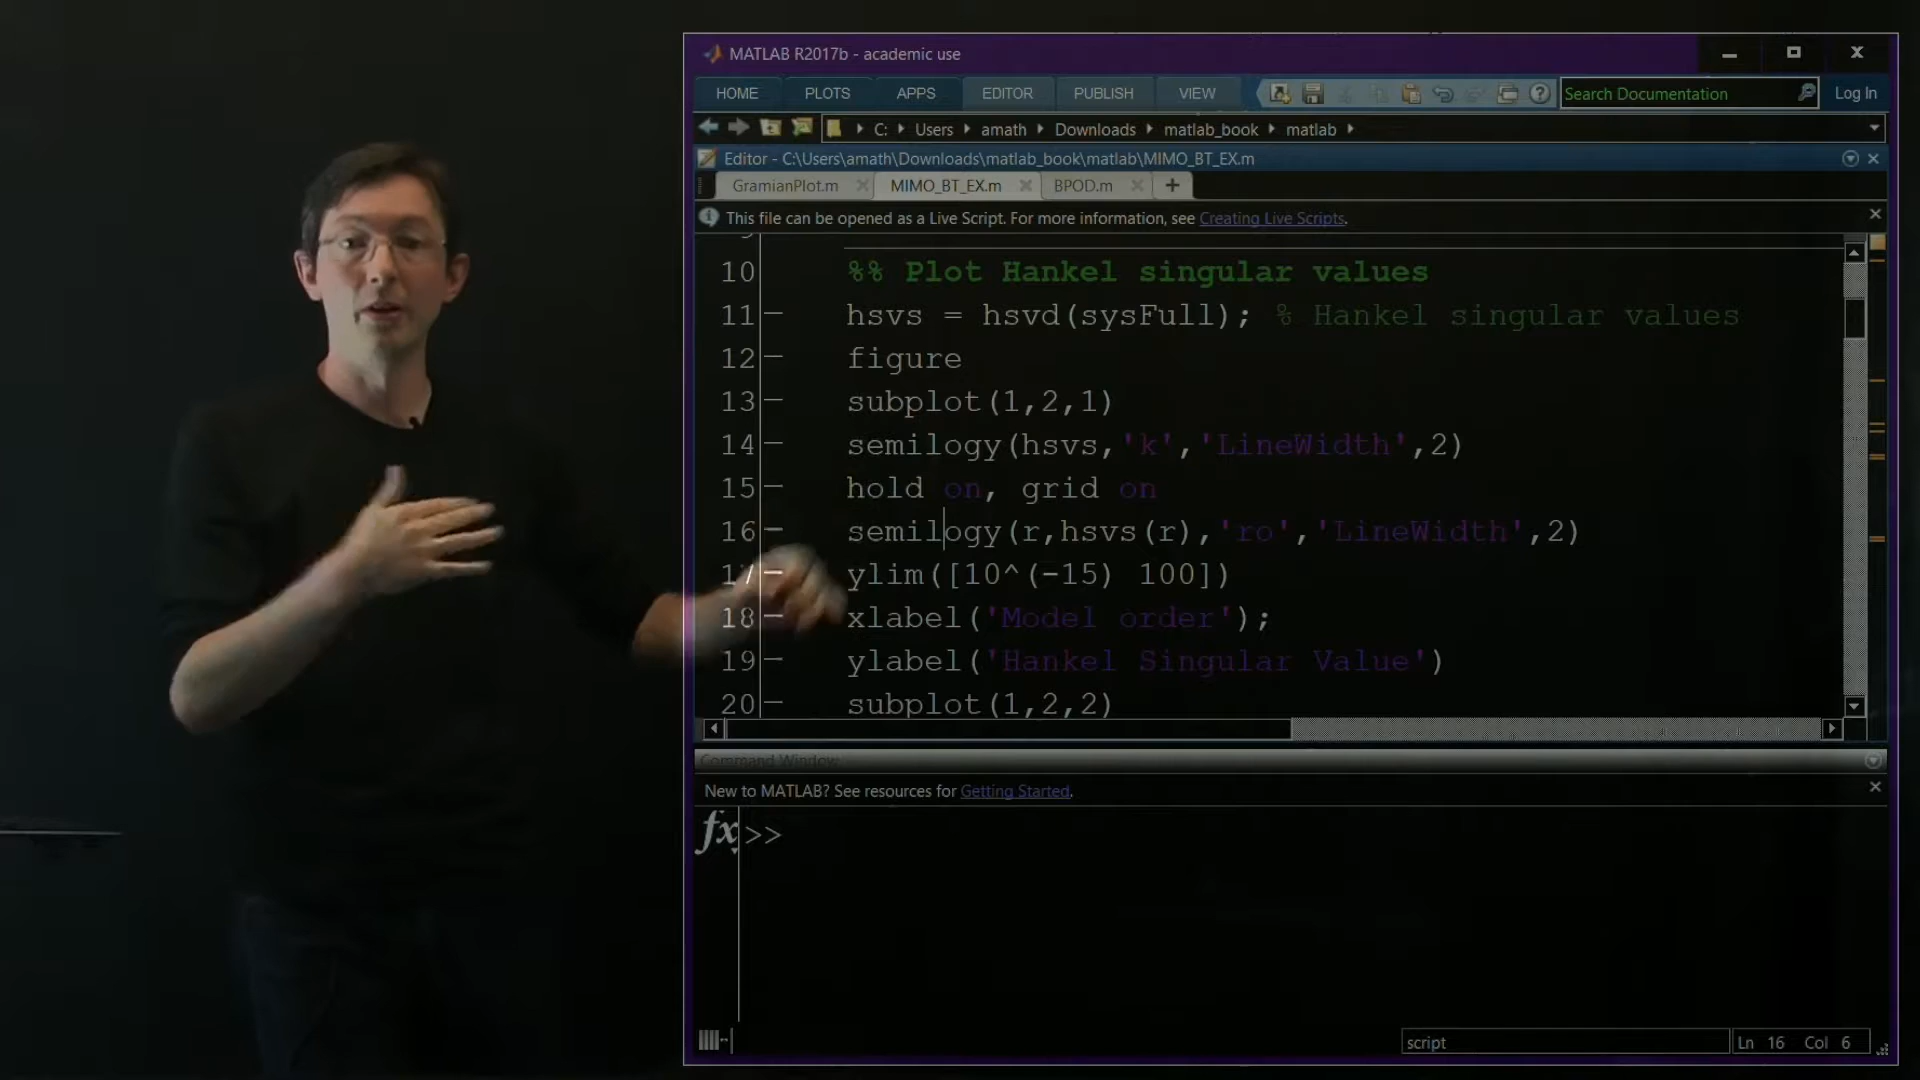 MATLAB R2017b - academic use
HOME PLOTS APPS EDITOR PUBLISH VIEW Search Documentation Log In
C: Users amath Downloads matlab_book matlab
Editor - C:\Users\amath\Downloads\matlab_book\matlab\MIMO_BT_EX.m
GramianPlot.m MIMO_BT_EX.m BPOD.m +
This file can be opened as a Live Script. For more information, see Creating Live Scripts.
10 %% Plot Hankel singular values
11 hsvs = hsvd(sysFull); % Hankel singular values
12 figure
13 subplot(1,2,1)
14 semilogy(hsvs,'k','LineWidth',2)
15 hold on, grid on
16 semilogy(r,hsvs(r),'ro','LineWidth',2)
17 ylim([10^(-15) 100])
18 xlabel('Model order');
19 ylabel('Hankel Singular Value')
20 subplot(1,2,2)
Command Window
New to MATLAB? See resources for Getting Started.
fx >>
script Ln 16 Col 6